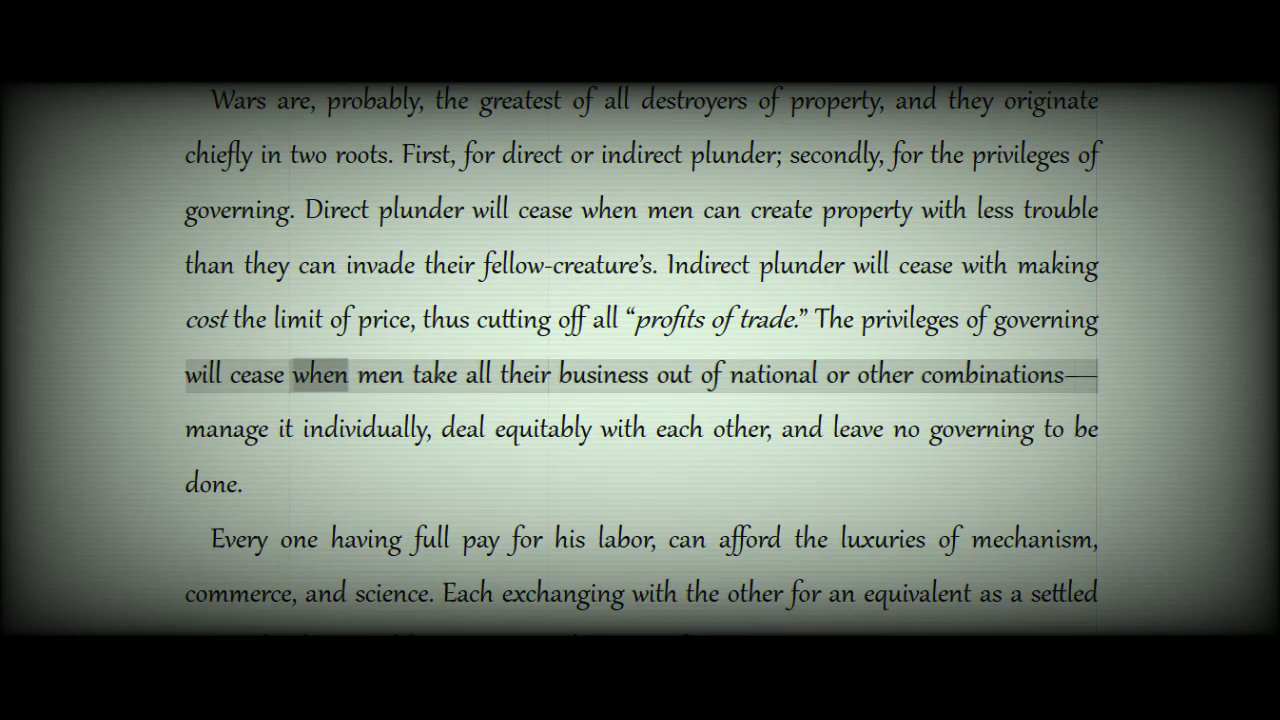 Wars are, probably, the greatest of all destroyers of property, and they originate
chiefly in two roots. First, for direct or indirect plunder; secondly, for the privileges of
governing. Direct plunder will cease when men can create property with less trouble
than they can invade their fellow-creature’s. Indirect plunder will cease with making
cost the limit of price, thus cutting off all “profits of trade.” The privileges of governing
will cease when men take all their business out of national or other combinations—
manage it individually, deal equitably with each other, and leave no governing to be
done.
Every one having full pay for his labor, can afford the luxuries of mechanism,
commerce, and science. Each exchanging with the other for an equivalent as a settled